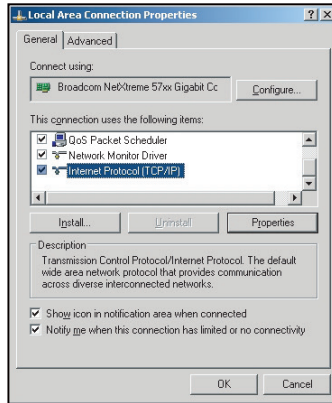 Local Area Connection Properties
General Advanced
Connect using:
Broadcom NetXtreme 57xx Gigabit Cc Configure...
This connection uses the following items:
QoS Packet Scheduler
Network Monitor Driver
Internet Protocol (TCP/IP)
Install... Uninstall Properties
Description
Transmission Control Protocol/Internet Protocol. The default
wide area network protocol that provides communication
across diverse interconnected networks.
Show icon in notification area when connected
Notify me when this connection has limited or no connectivity
OK Cancel